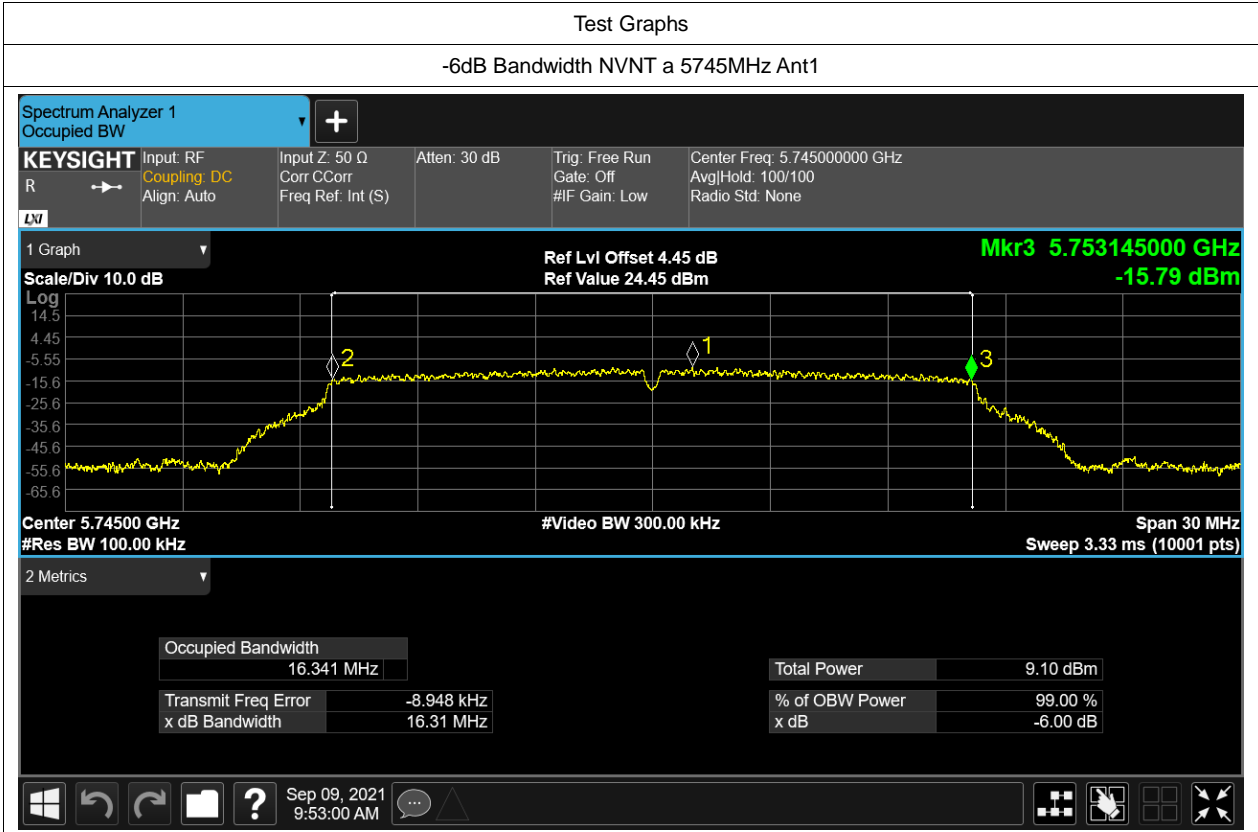 Test Graphs
-6dB Bandwidth NVNT a 5745MHz Ant1
Spectrum Analyzer 1
Occupied BW
KEYSIGHT
R
LXI
Input: RF
Coupling: DC
Align: Auto
Input Z: 50 Ω
Corr CCorr
Freq Ref: Int (S)
Atten: 30 dB
Trig: Free Run
Gate: Off
#IF Gain: Low
Center Freq: 5.745000000 GHz
Avg|Hold: 100/100
Radio Std: None
1 Graph
Scale/Div 10.0 dB
Ref Lvl Offset 4.45 dB
Ref Value 24.45 dBm
Mkr3 5.753145000 GHz
-15.79 dBm
Log
14.5
4.45
-5.55
-15.6
-25.6
-35.6
-45.6
-55.6
-65.6
2
1
3
Center 5.74500 GHz
#Res BW 100.00 kHz
#Video BW 300.00 kHz
Span 30 MHz
Sweep 3.33 ms (10001 pts)
2 Metrics
Occupied Bandwidth
16.341 MHz
Transmit Freq Error -8.948 kHz
x dB Bandwidth 16.31 MHz
Total Power 9.10 dBm
% of OBW Power 99.00 %
x dB -6.00 dB
?
Sep 09, 2021
9:53:00 AM